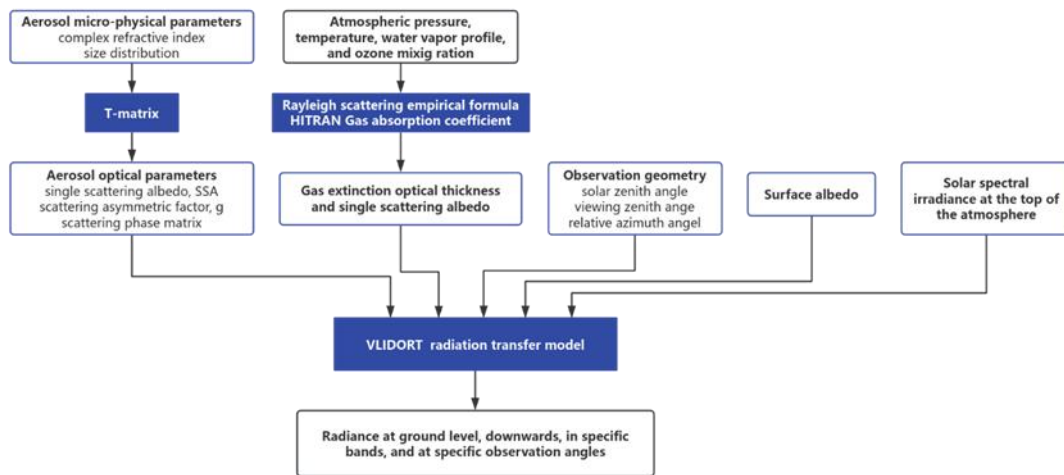 Aerosol micro-physical parameters
complex refractive index
size distribution
Atmospheric pressure,
temperature, water vapor profile,
and ozone mixig ration
T-matrix
Rayleigh scattering empirical formula
HITRAN Gas absorption coefficient
Aerosol optical parameters
single scattering albedo, SSA
scattering asymmetric factor, g
scattering phase matrix
Gas extinction optical thickness
and single scattering albedo
Observation geometry
solar zenith angle
viewing zenith ange
relative azimuth angel
Surface albedo
Solar spectral
irradiance at the top of
the atmosphere
VLIDORT radiation transfer model
Radiance at ground level, downwards, in specific
bands, and at specific observation angles